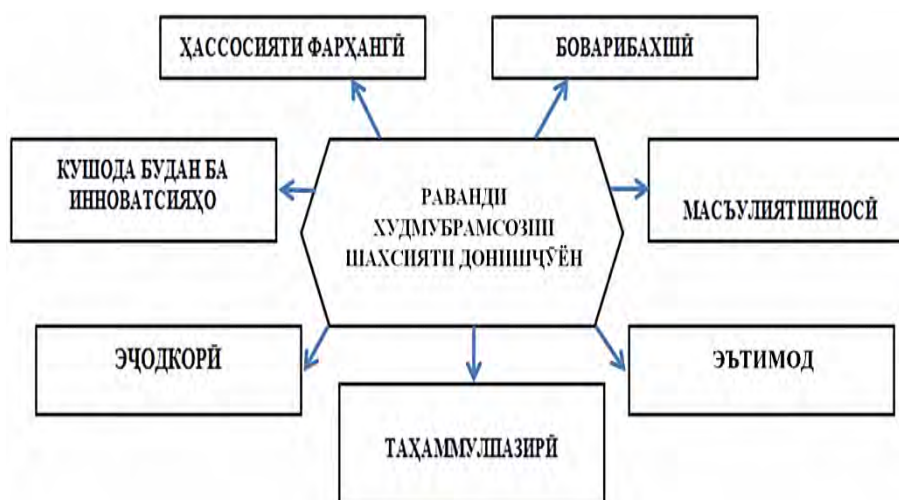 ҲАССОСИЯТИ ФАРҲАНГӢ
БОВАРИБАХШӢ
КУШОДА БУДАН БА
ИННОВАТСИЯҲО
РАВАНДИ
ХУДМУБРАМСОЗИИ
ШАХСИЯТИ ДОНИШҶӮЁН
МАСЪУЛИЯТШИНОСӢ
ЭҶОДКОРӢ
ЭЪТИМОД
ТАҲАММУЛПАЗИРӢ